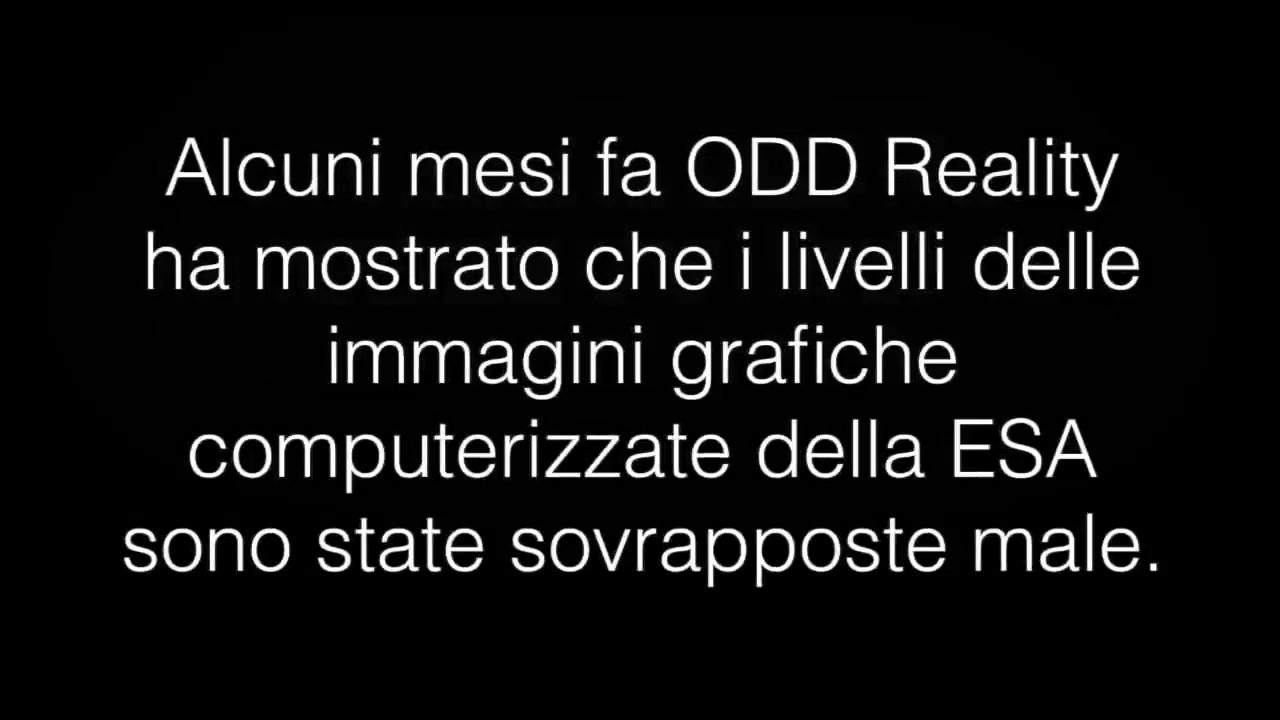 Alcuni mesi fa ODD Reality
ha mostrato che i livelli delle
immagini grafiche
computerizzate della ESA
sono state sovrapposte male.